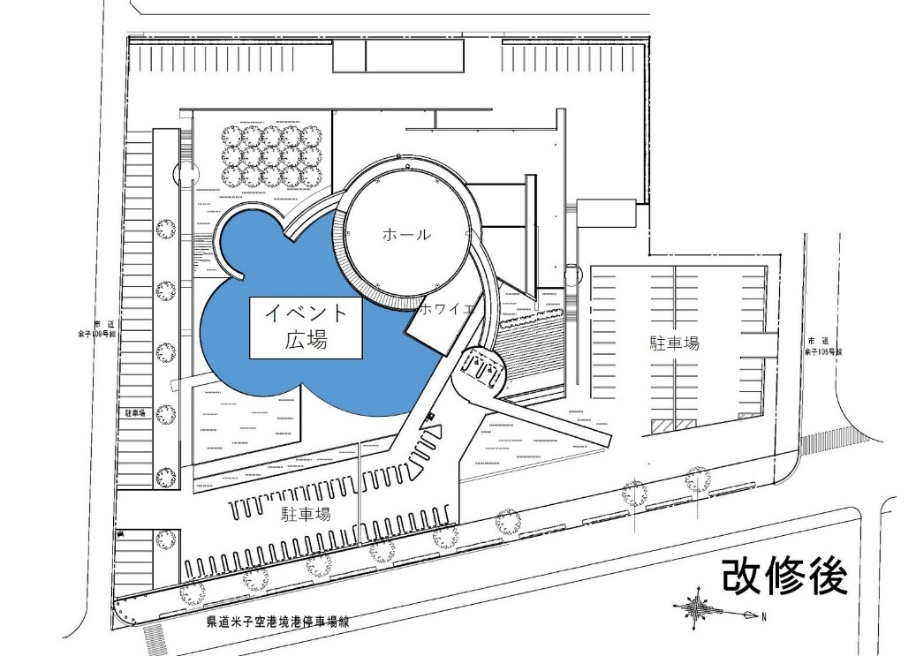 ホール
ホワイエ
イベント
広場
市 道
余子109号線
市 道
余子108号線
駐車場
駐車場
駐車場
改修後
N
県道米子空港境港停車場線